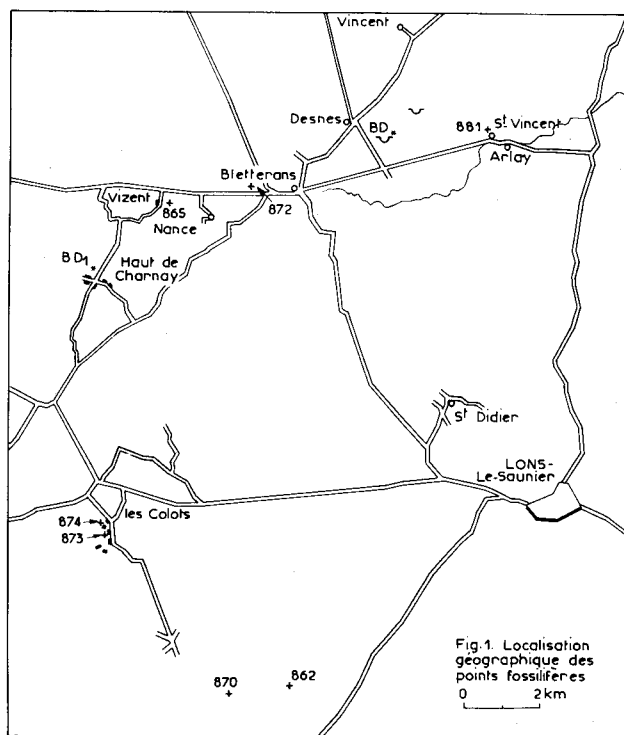 Vincent
Desnes
BD*
881 +
St Vincent
Arlay
Bletterans
872
Vizent
865
Nance
BD1 *
Haut de
Charnay
St Didier
LONS-
Le-Saunier
les Colots
874
873
870
862
Fig.1. Localisation
géographique des
points fossilifères
0 2 km